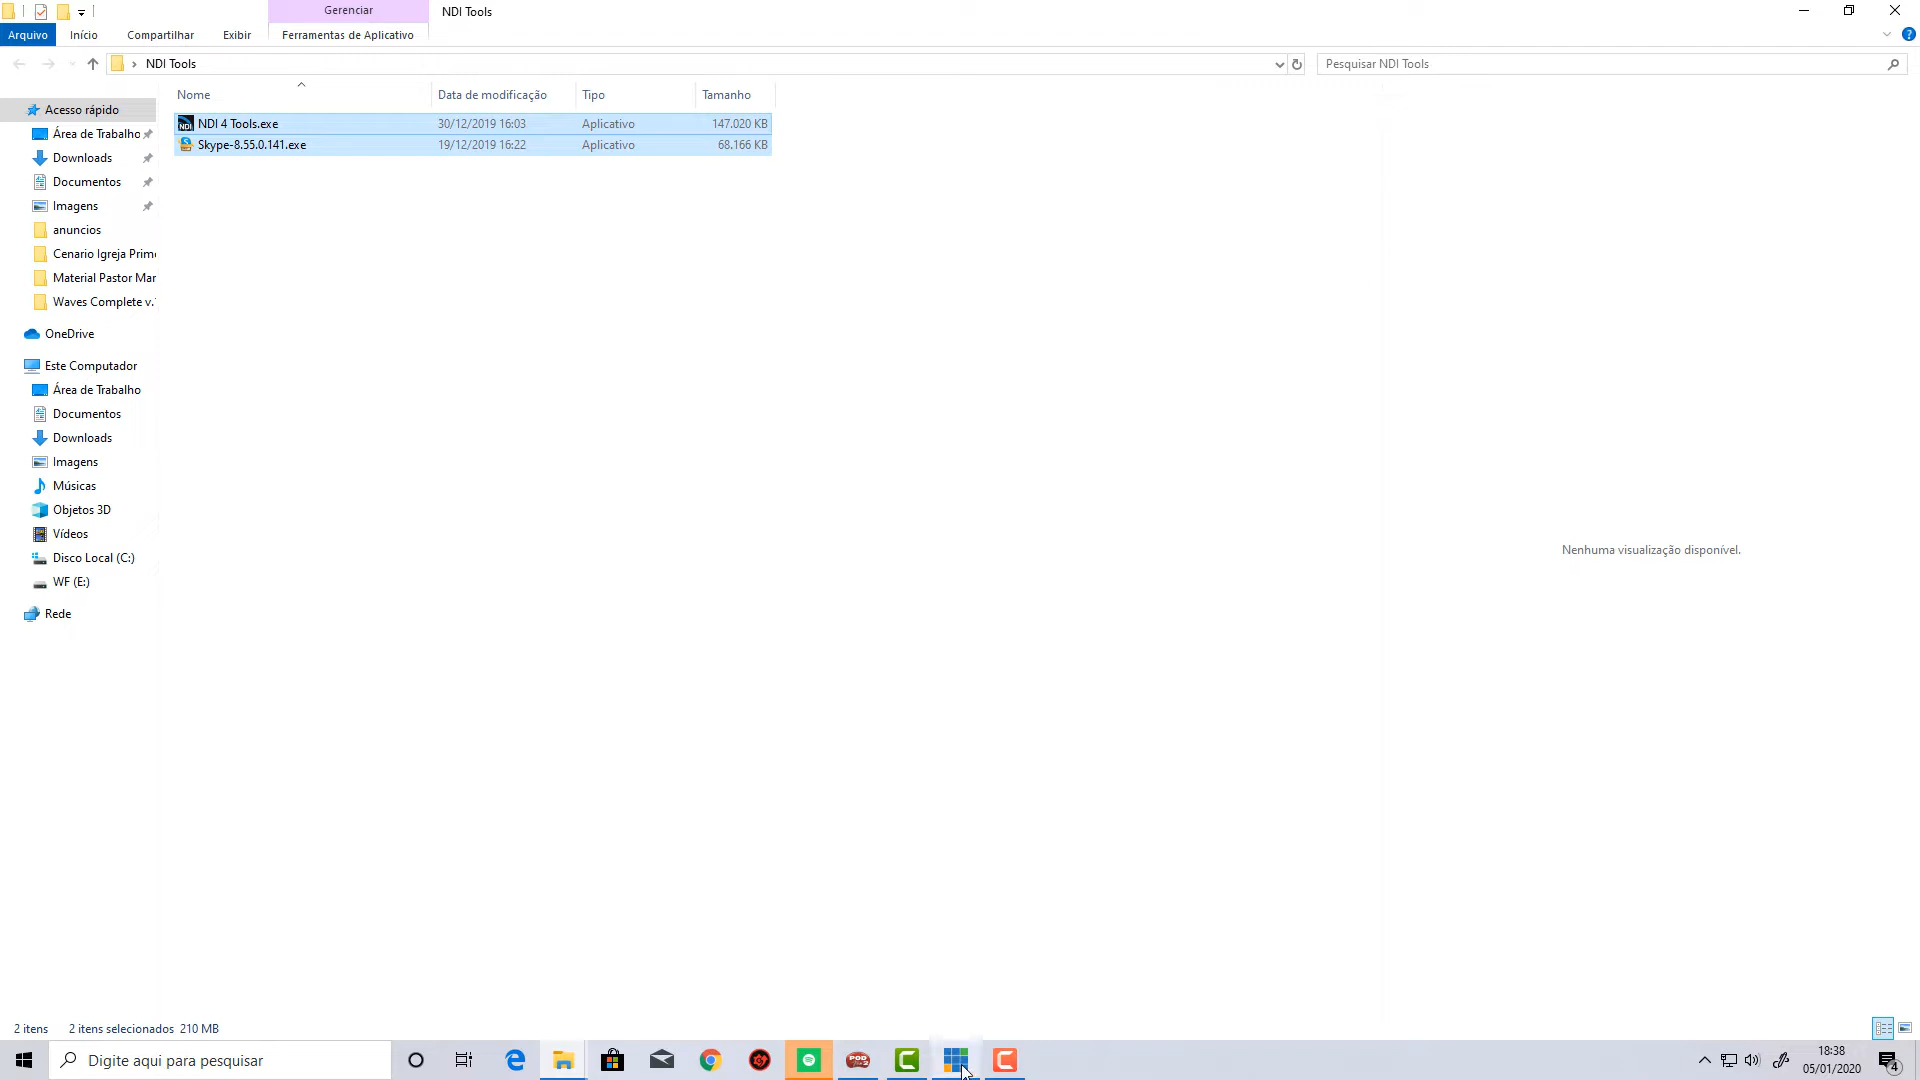 Gerenciar
NDI Tools
Arquivo
Início
Compartilhar
Exibir
Ferramentas de Aplicativo
NDI Tools
Pesquisar NDI Tools
Nome
Data de modificação
Tipo
Tamanho
NDI 4 Tools.exe
30/12/2019 16:03
Aplicativo
147.020 KB
Skype-8.55.0.141.exe
19/12/2019 16:22
Aplicativo
68.166 KB
Acesso rápido
Área de Trabalho
Downloads
Documentos
Imagens
anuncios
Cenario Igreja Prime
Material Pastor Mar
Waves Complete v.
OneDrive
Este Computador
Área de Trabalho
Documentos
Downloads
Imagens
Músicas
Objetos 3D
Vídeos
Disco Local (C:)
WF (E:)
Rede
Nenhuma visualização disponível.
2 itens
2 itens selecionados 210 MB
Digite aqui para pesquisar
POD
18:38
05/01/2020
4